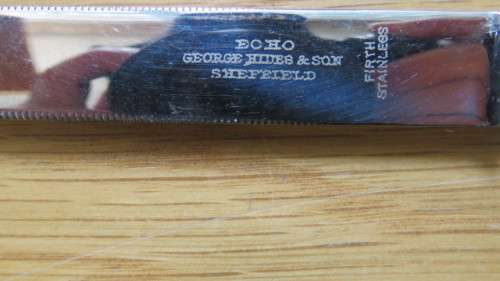 ECHO
GEORGE HIDES & SON
SHEFFIELD
FIRTH
STAINLESS